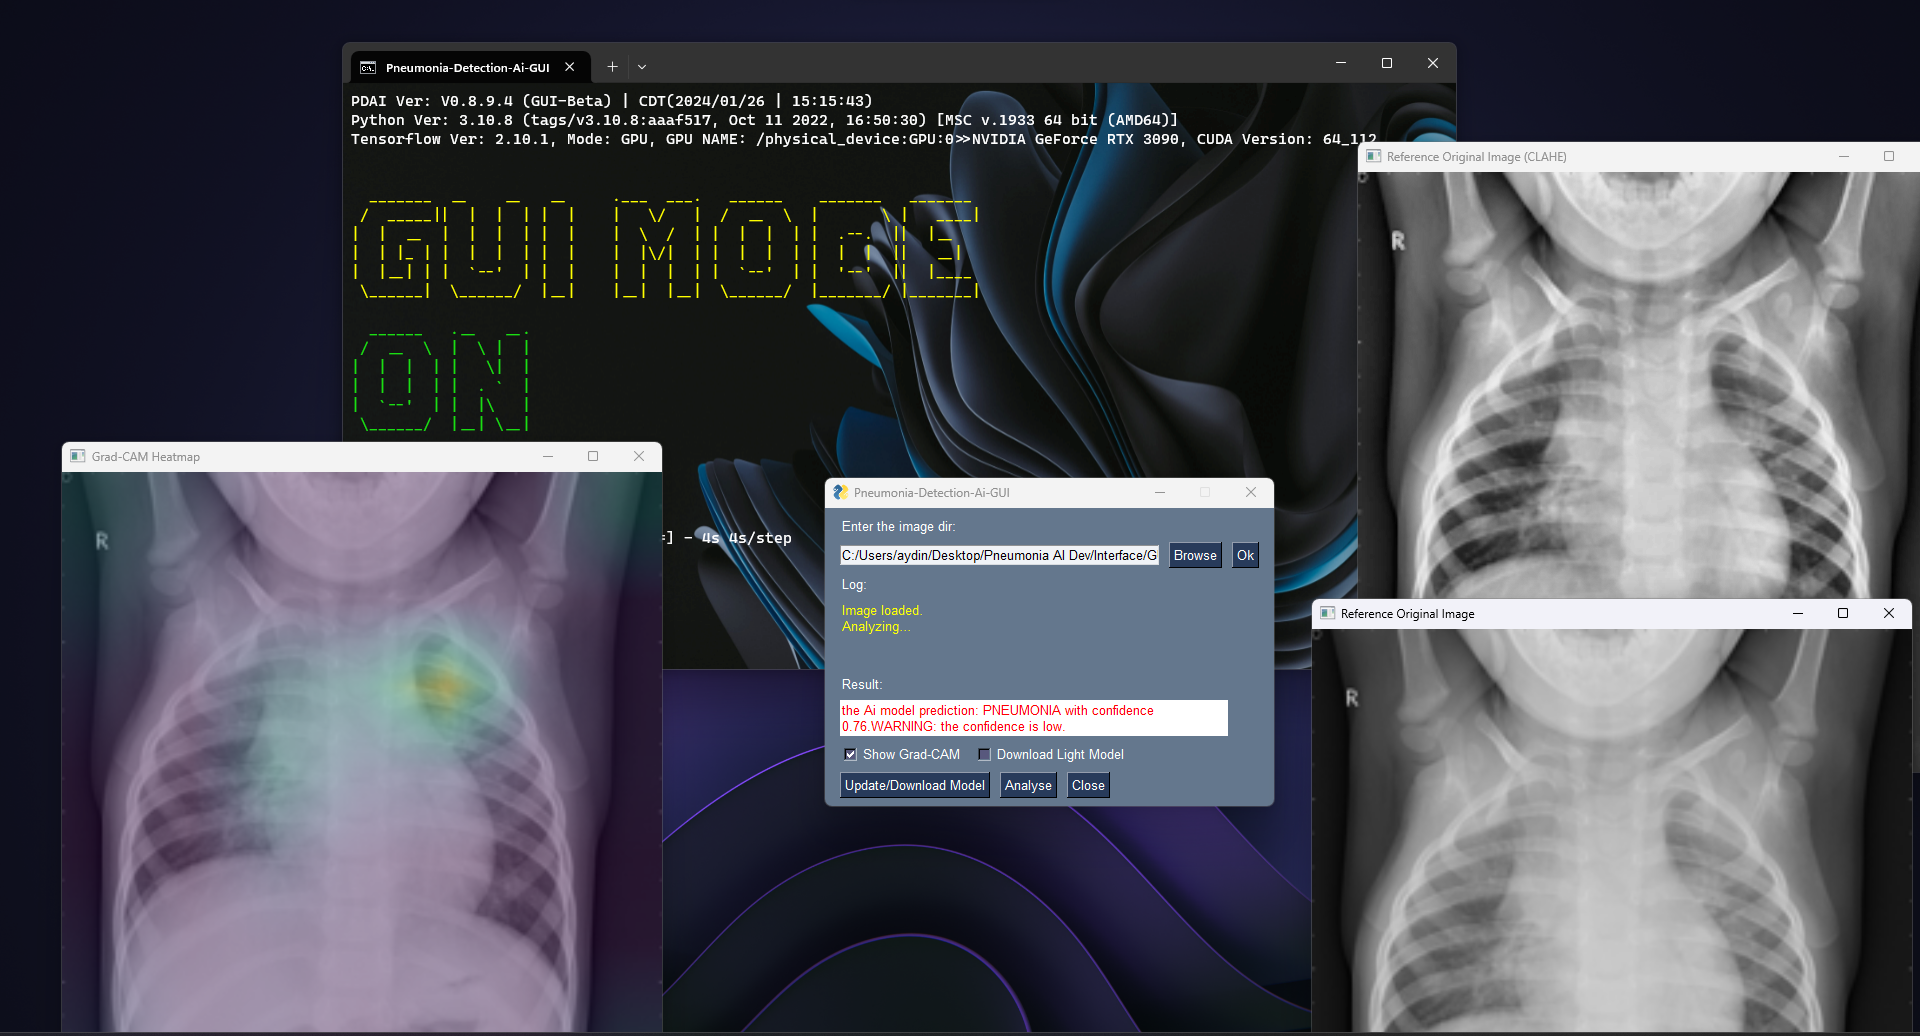 Pneumonia-Detection-Ai-GUI
PDAI Ver: V0.8.9.4 (GUI-Beta) | CDT(2024/01/26 | 15:15:43)
Python Ver: 3.10.8 (tags/v3.10.8:aaaf517, Oct 11 2022, 16:50:30) [MSC v.1933 64 bit (AMD64)]
Tensorflow Ver: 2.10.1, Mode: GPU, GPU NAME: /physical_device:GPU:0>>NVIDIA GeForce RTX 3090, CUDA Version: 64_112
GUI MODE
ON
] - 4s 4s/step
Reference Original Image (CLAHE)
R
Grad-CAM Heatmap
R
Pneumonia-Detection-Ai-GUI
Enter the image dir:
C:/Users/aydin/Desktop/Pneumonia AI Dev/Interface/G
Browse
Ok
Log:
Image loaded.
Analyzing...
Result:
the Ai model prediction: PNEUMONIA with confidence
0.76.WARNING: the confidence is low.
Show Grad-CAM
Download Light Model
Update/Download Model
Analyse
Close
Reference Original Image
R